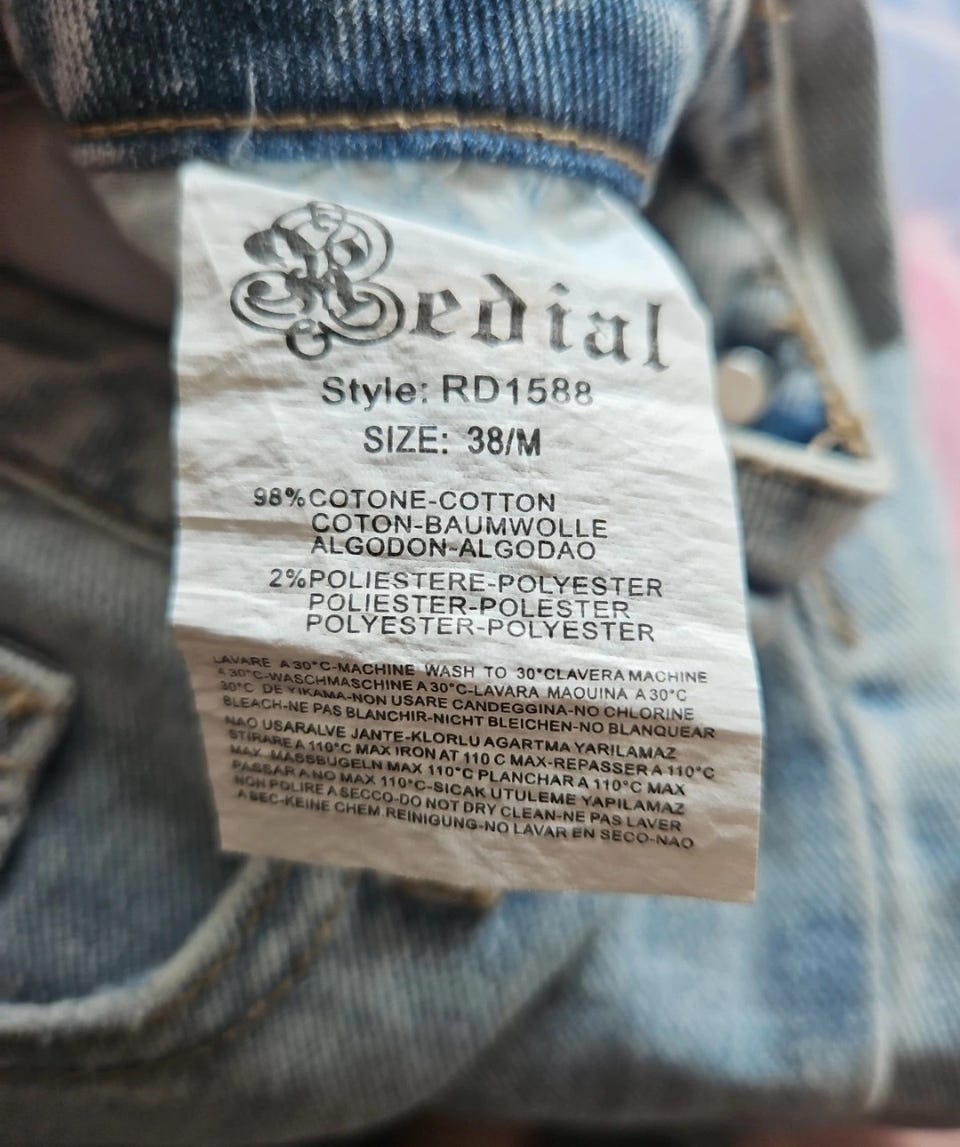 Redial
Style: RD1588
SIZE: 38/M
98%COTONE-COTTON
COTON-BAUMWOLLE
ALGODON-ALGODAO
2%POLIESTERE-POLYESTER
POLIESTER-POLESTER
POLYESTER-POLYESTER
LAVARE A 30°C-MACHINE WASH TO 30°CLAVERA MACHINE
A 30°C-WASCHMASCHINE A 30°C-LAVARA MAQUINA A 30°C
30°C DE YIKAMA-NON USARE CANDEGGINA-NO CHLORINE
BLEACH-NE PAS BLANCHIR-NICHT BLEICHEN-NO BLANQUEAR
NAO USARALVE JANTE-KLORLU AGARTMA YARILAMAZ
STIRARE A 110°C MAX IRON AT 110 C MAX-REPASSER A 110°C
MAX MASSBUGELN MAX 110°C PLANCHAR A 110°C MAX
PASSAR A NO MAX 110°C-SICAK UTULEME YAPILAMAZ
NON POLIRE A SECCO-DO NOT DRY CLEAN-NE PAS LAVER
A SEC-KEINE CHEM.REINIGUNG-NO LAVAR EN SECO-NAO